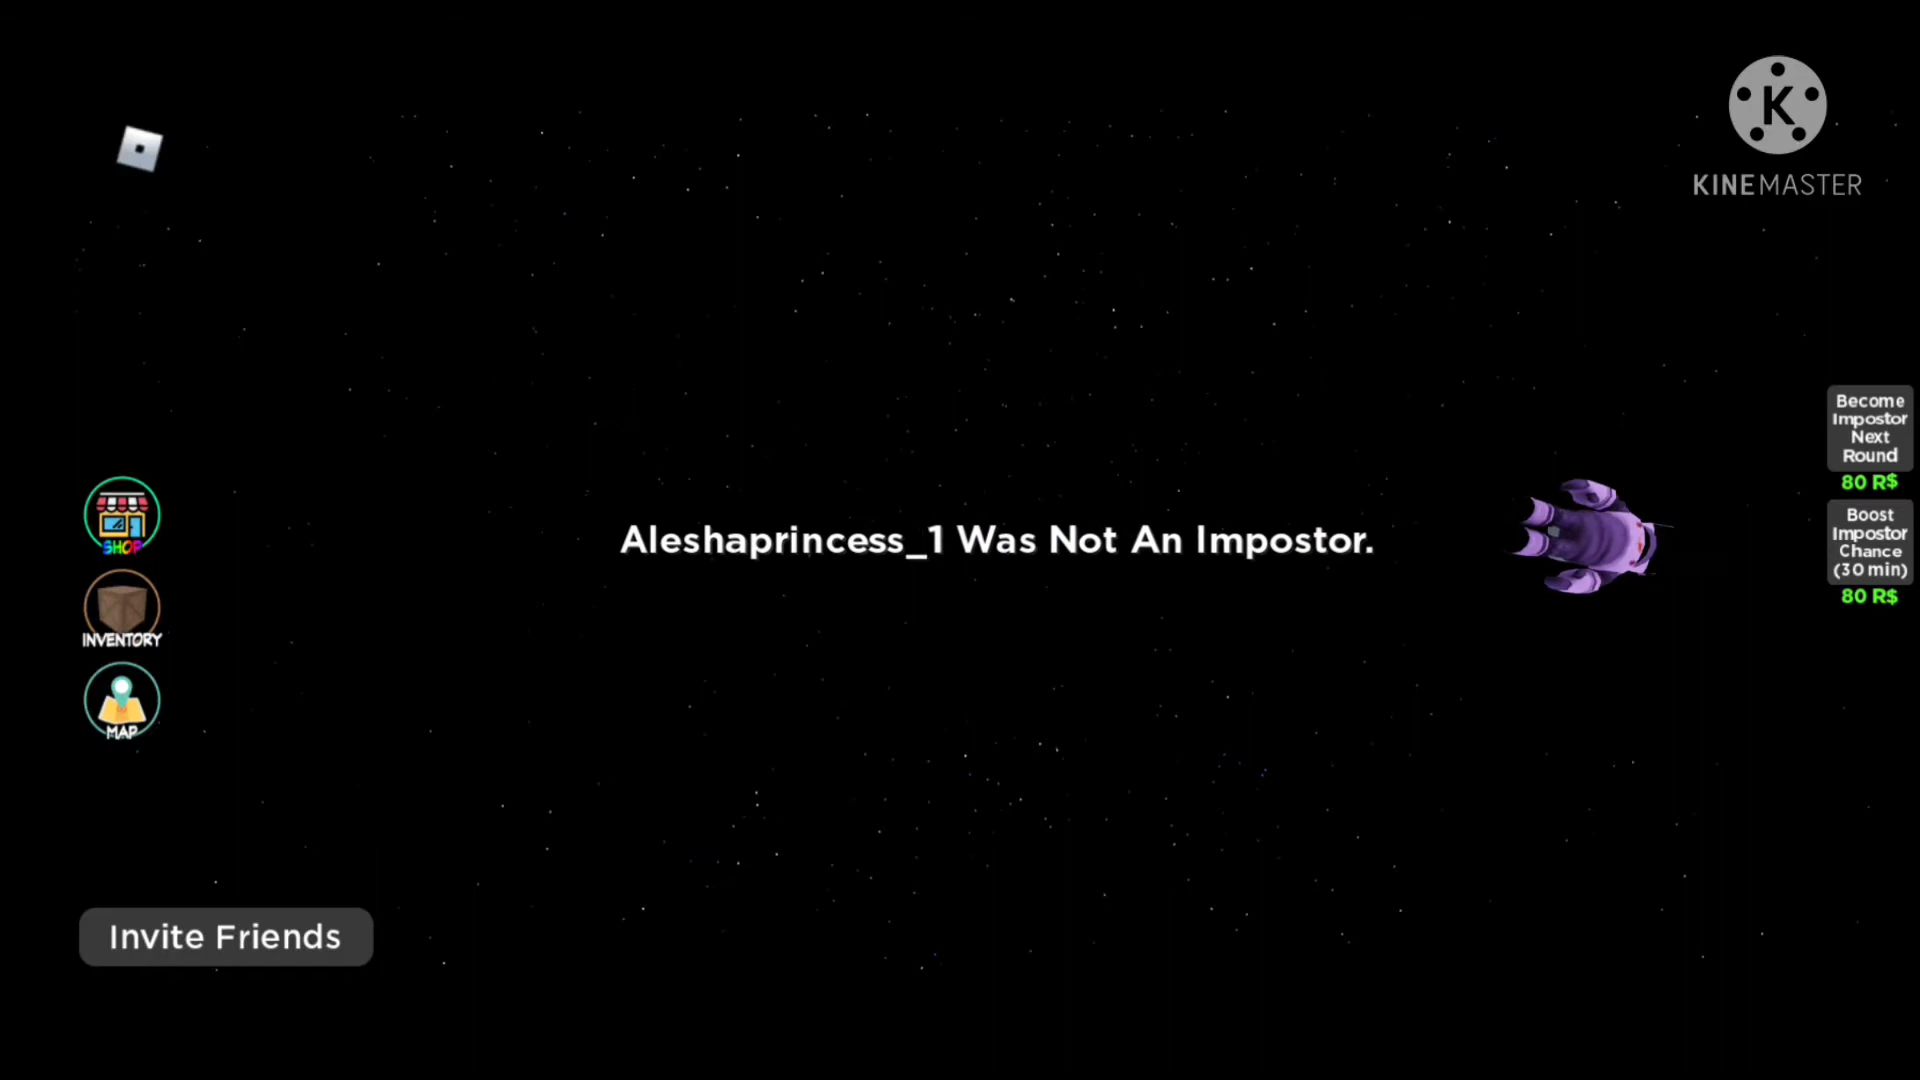 K
KINEMASTER
Become
Impostor
Next
Round
80 R$
Boost
Impostor
Chance
(30 min)
80 R$
SHOP
INVENTORY
MAP
Aleshaprincess_1 Was Not An Impostor.
Invite Friends